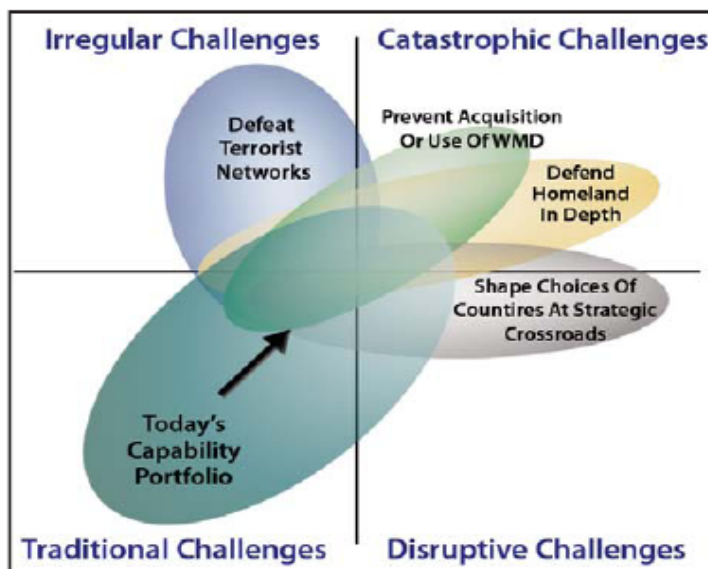 Irregular Challenges
Catastrophic Challenges
Defeat
Terrorist
Networks
Prevent Acquisition
Or Use Of WMD
Defend
Homeland
In Depth
Shape Choices Of
Countires At Strategic
Crossroads
Today's
Capability
Portfolio
Traditional Challenges
Disruptive Challenges